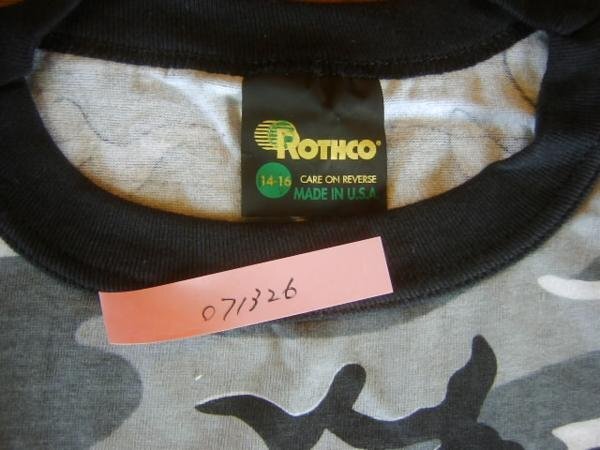 ROTHCO®
14-16
CARE ON REVERSE
MADE IN U.S.A.
071326